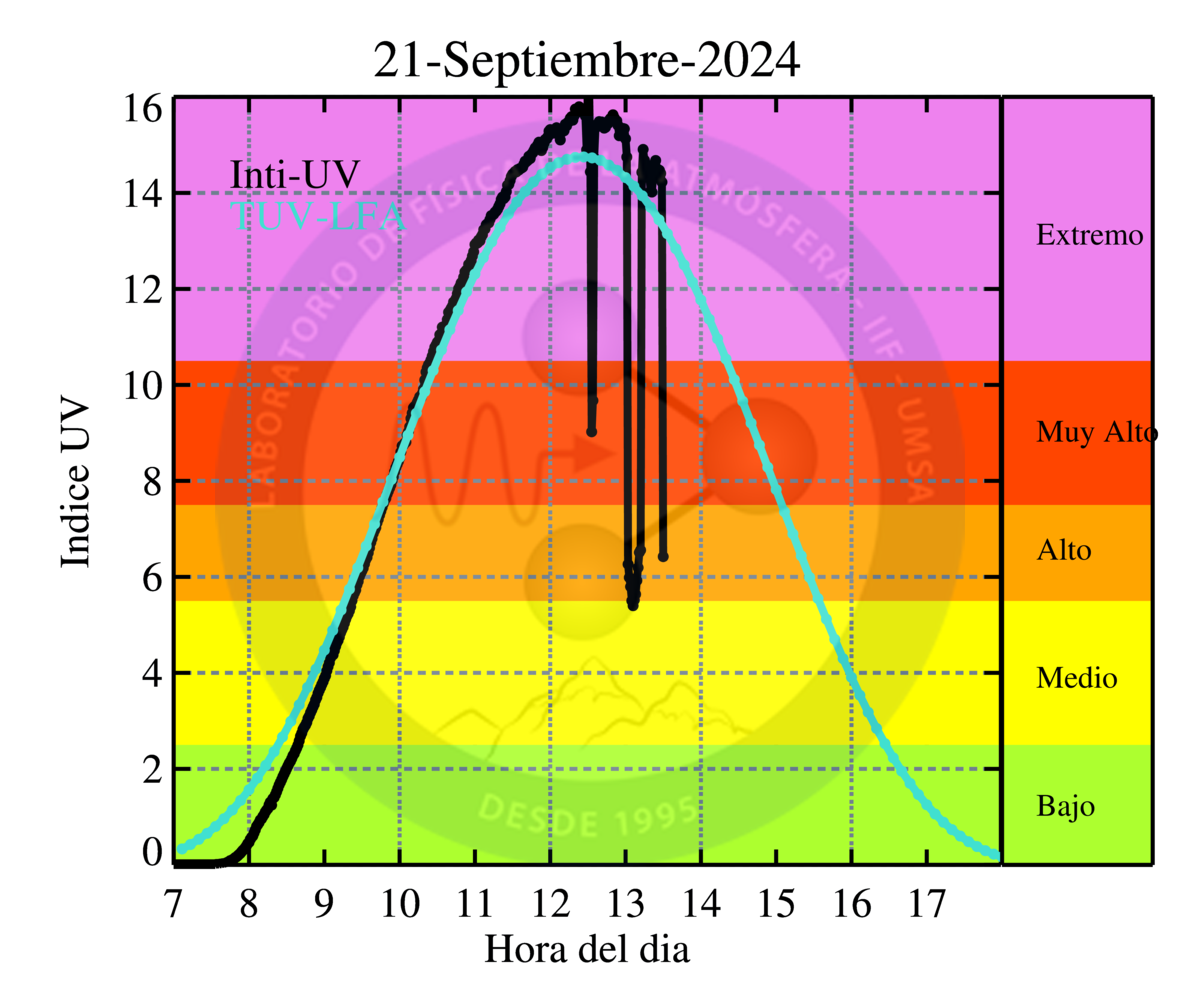 21-Septiembre-2024
Inti-UV
TUV-LFA
LABORATORIO DE FÍSICA DE LA ATMÓSFERA - IIF - UMSA
DESDE 1995
Indice UV
16
14
12
10
8
6
4
2
0
Extremo
Muy Alto
Alto
Medio
Bajo
7 8 9 10 11 12 13 14 15 16 17
Hora del dia